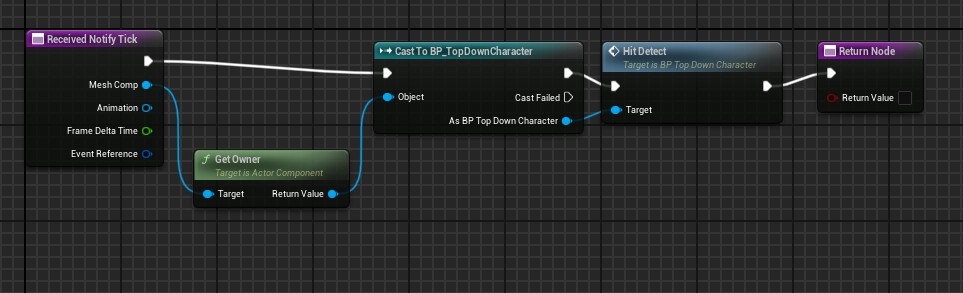 Received Notify Tick
Mesh Comp
Animation
Frame Delta Time
Event Reference
Get Owner
Target is Actor Component
Target
Return Value
Cast To BP_TopDownCharacter
Object
Cast Failed
As BP Top Down Character
Hit Detect
Target is BP Top Down Character
Target
Return Node
Return Value